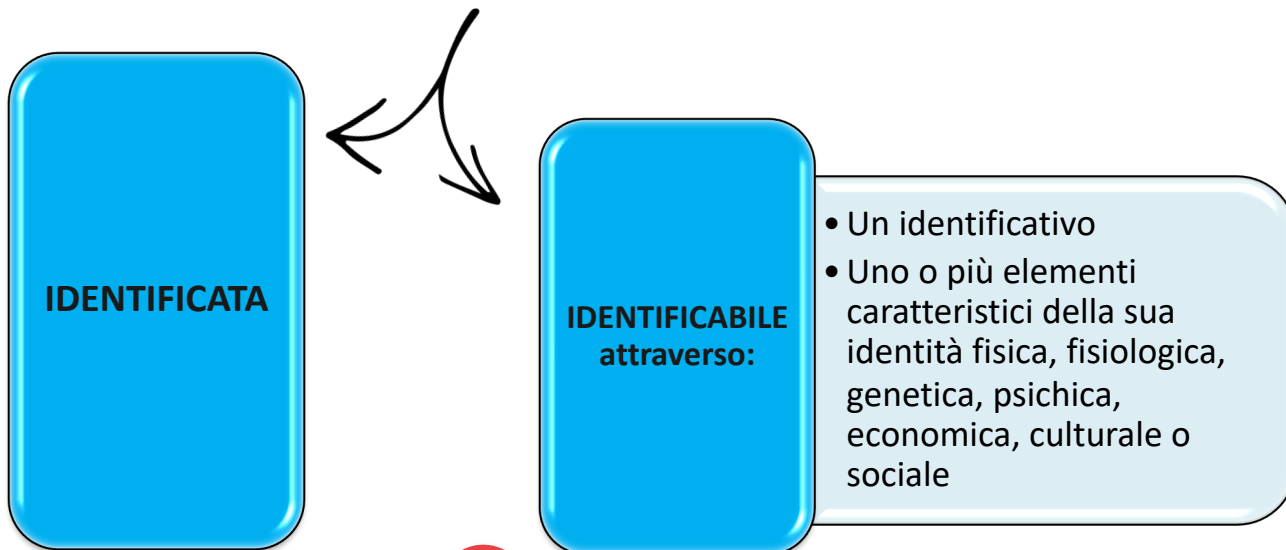 IDENTIFICATA
IDENTIFICABILE
attraverso:
• Un identificativo
• Uno o più elementi
caratteristici della sua
identità fisica, fisiologica,
genetica, psichica,
economica, culturale o
sociale